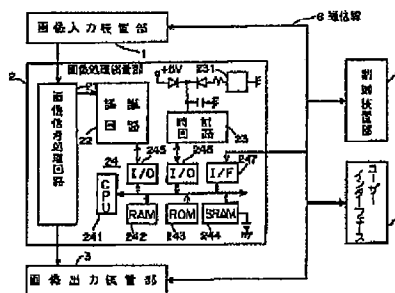 画像入力装置部
1
6 通信線
2
画像処理装置部
+5V
231
21
画像信号処理回路
認識回路
22
時計回路
23
制御装置部
24
245
246
247
I/O
I/O
I/F
CPU
241
RAM
ROM
SRAM
242
243
244
ユーザーインターフェース
3
画像出力装置部